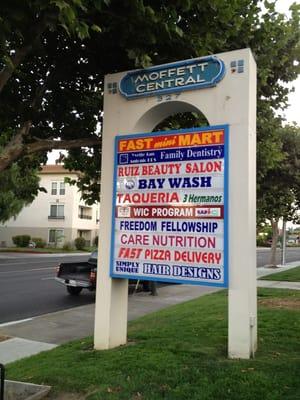 MOFFETT
CENTRAL
327
FAST mini MART
Family Dentistry
RUIZ BEAUTY SALON
BAY WASH
TAQUERIA 3 Hermanos
WIC PROGRAM
FREEDOM FELLOWSHIP
CARE NUTRITION
FAST PIZZA DELIVERY
SIMPLY
UNIQUE HAIR DESIGNS